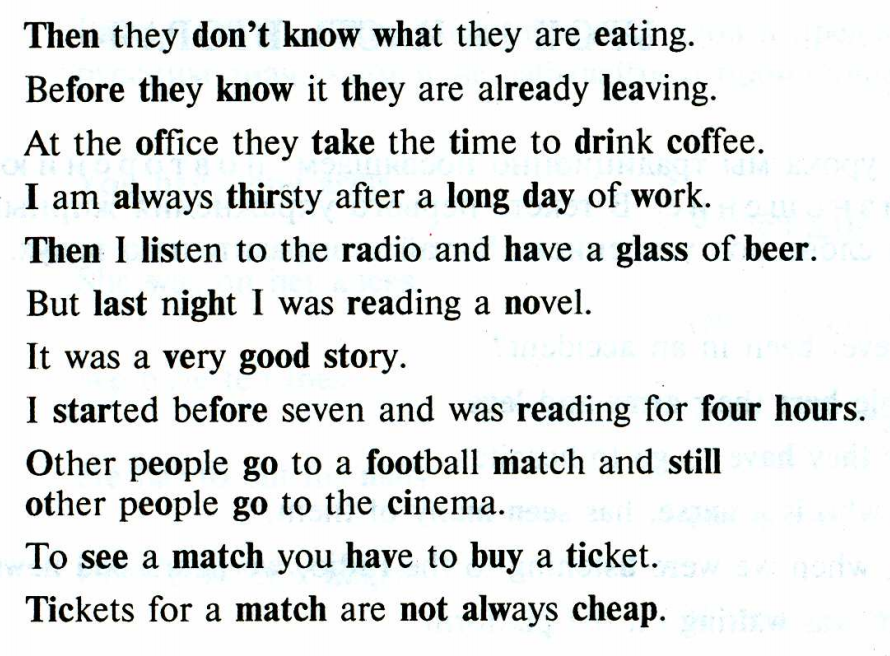 Then they don't know what they are eating.
Before they know it they are already leaving.
At the office they take the time to drink coffee.
I am always thirsty after a long day of work.
Then I listen to the radio and have a glass of beer.
But last night I was reading a novel.
It was a very good story.
I started before seven and was reading for four hours.
Other people go to a football match and still
other people go to the cinema.
To see a match you have to buy a ticket.
Tickets for a match are not always cheap.